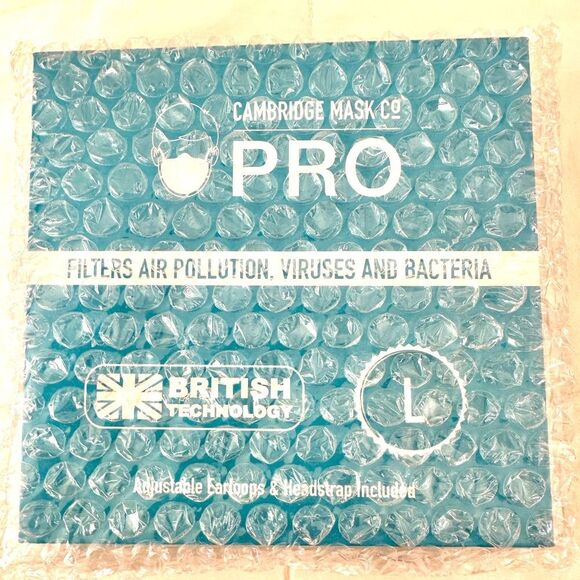 CAMBRIDGE MASK Cº
PRO
FILTERS AIR POLLUTION, VIRUSES AND BACTERIA
BRITISH
TECHNOLOGY
L
Adjustable Earloops & Headstrap Included